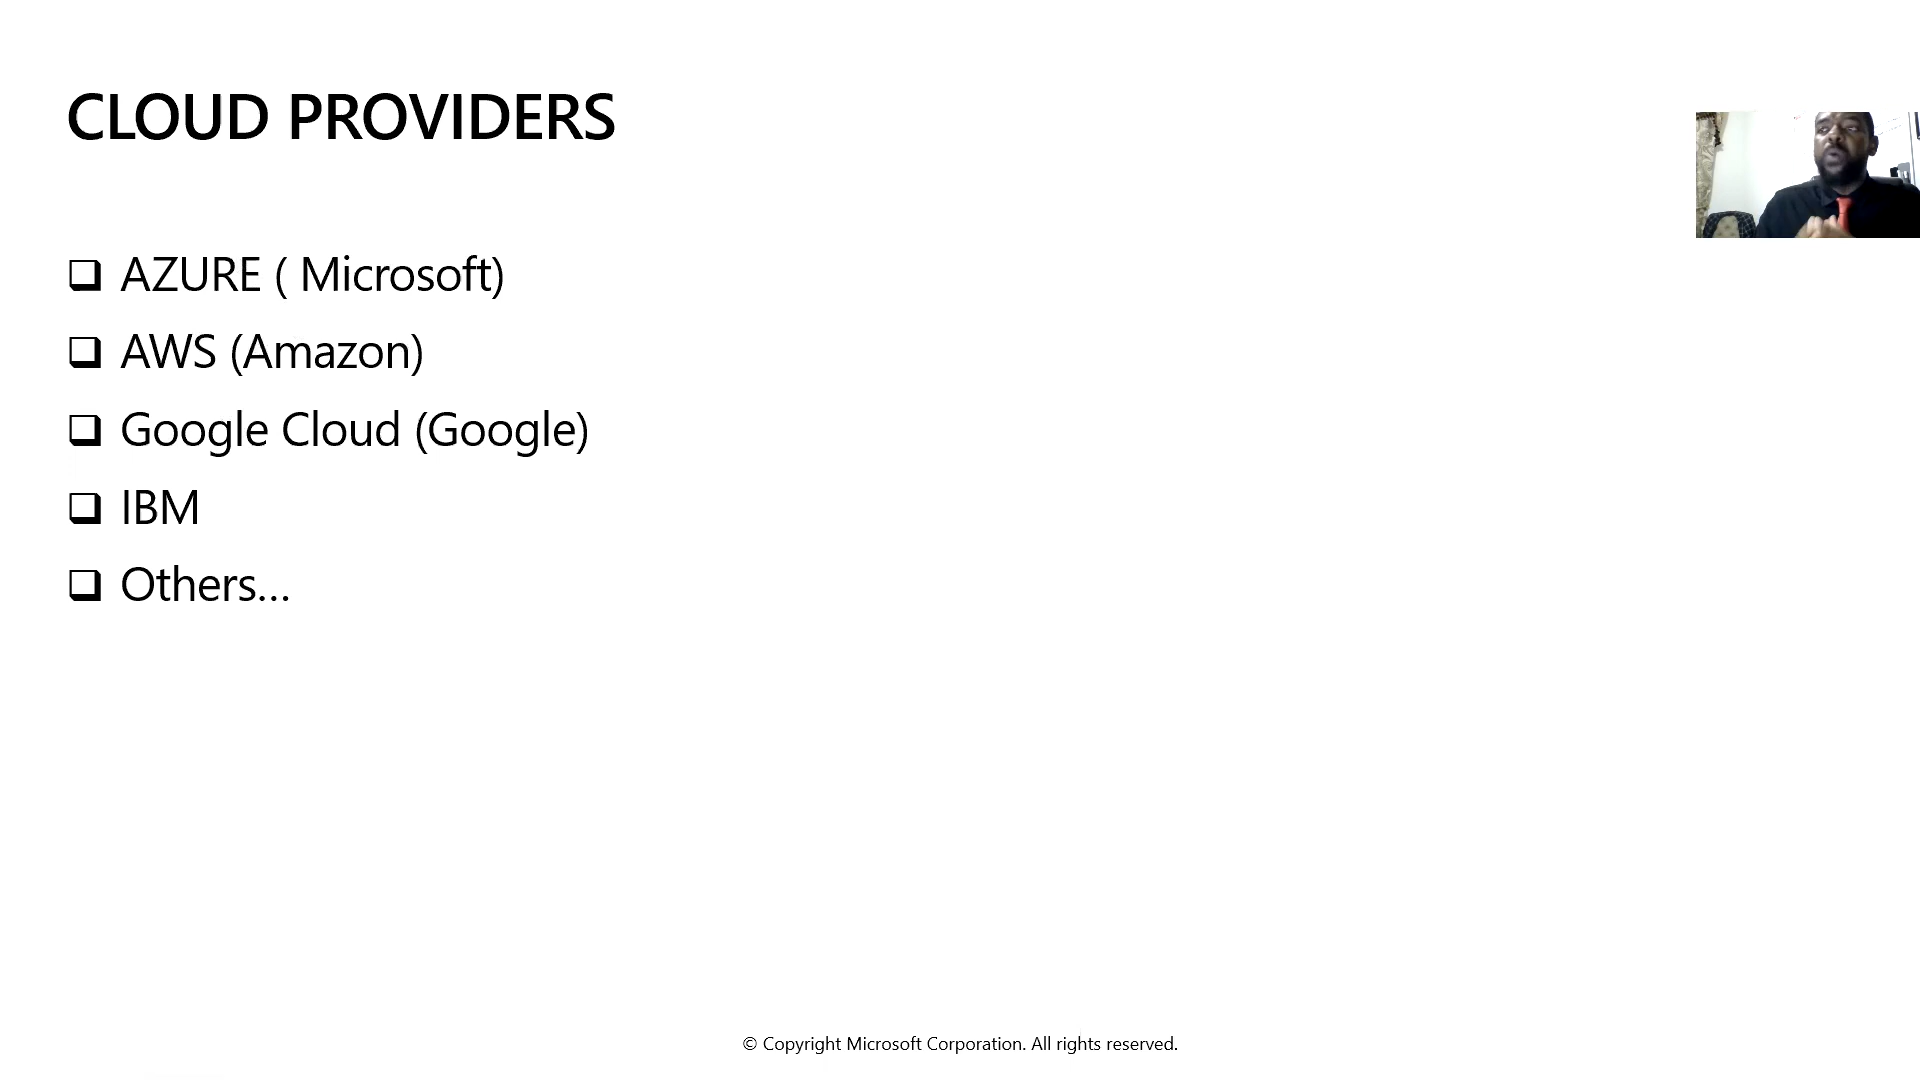 CLOUD PROVIDERS
AZURE ( Microsoft)
AWS (Amazon)
Google Cloud (Google)
IBM
Others...
© Copyright Microsoft Corporation. All rights reserved.